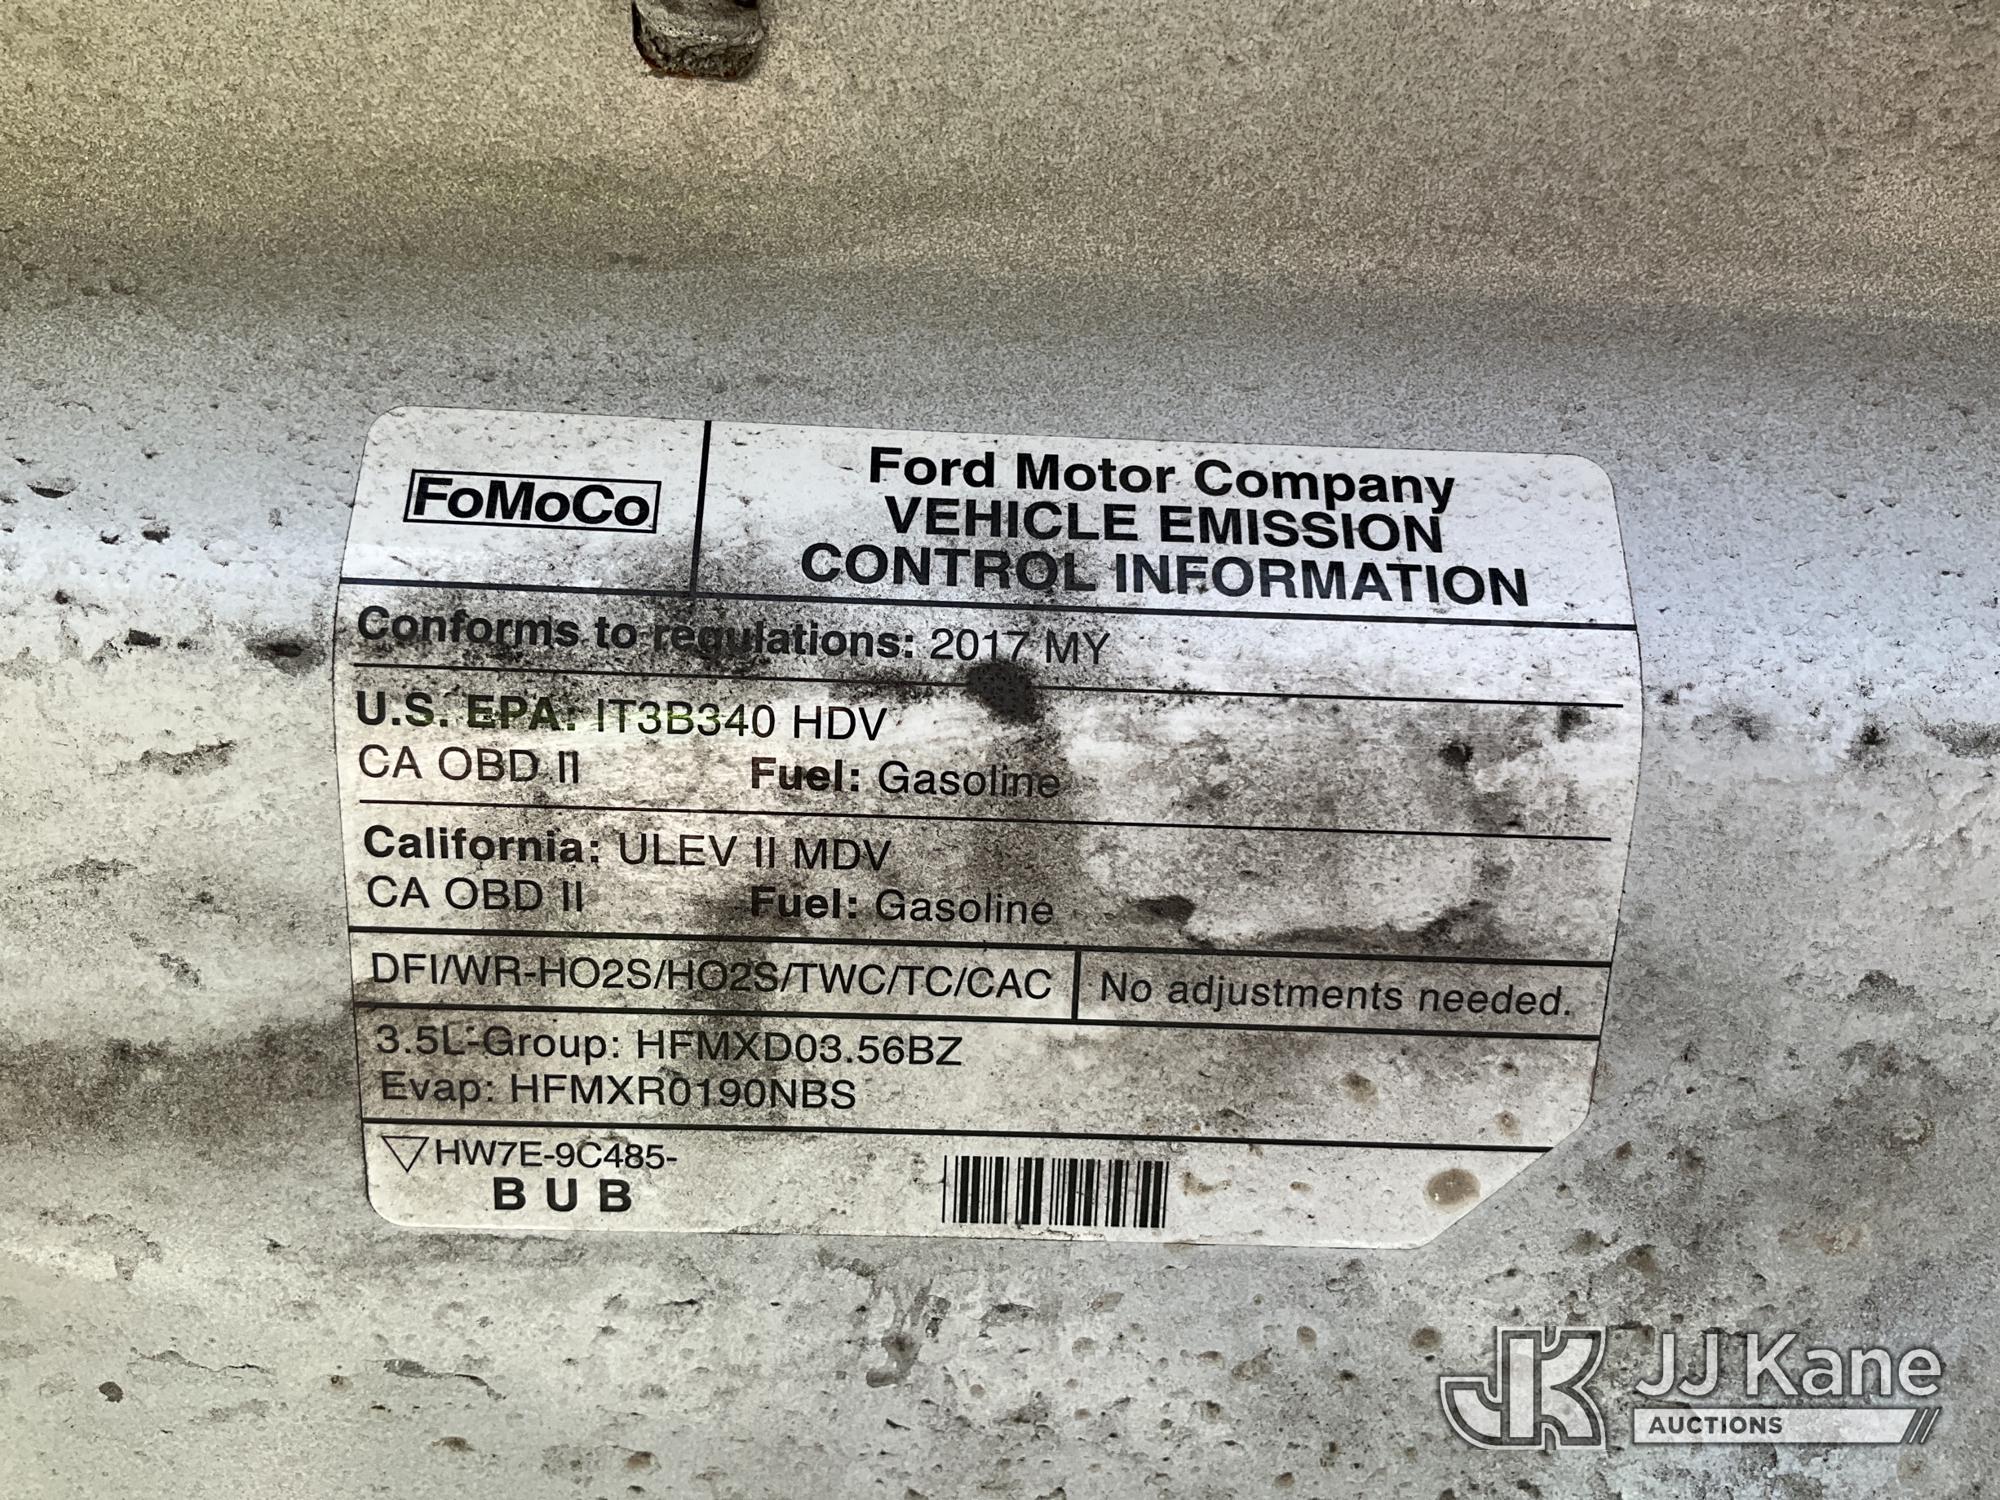 FoMoCo
Ford Motor Company
VEHICLE EMISSION
CONTROL INFORMATION
Conforms to regulations: 2017 MY
U.S. EPA: IT3B340 HDV
CA OBD II Fuel: Gasoline
California: ULEV II MDV
CA OBD II Fuel: Gasoline
DFI/WR-HO2S/HO2S/TWC/TC/CAC No adjustments needed.
3.5L-Group: HFMXD03.56BZ
Evap: HFMXR0190NBS
HW7E-9C485-
B U B
JK JJ Kane
AUCTIONS